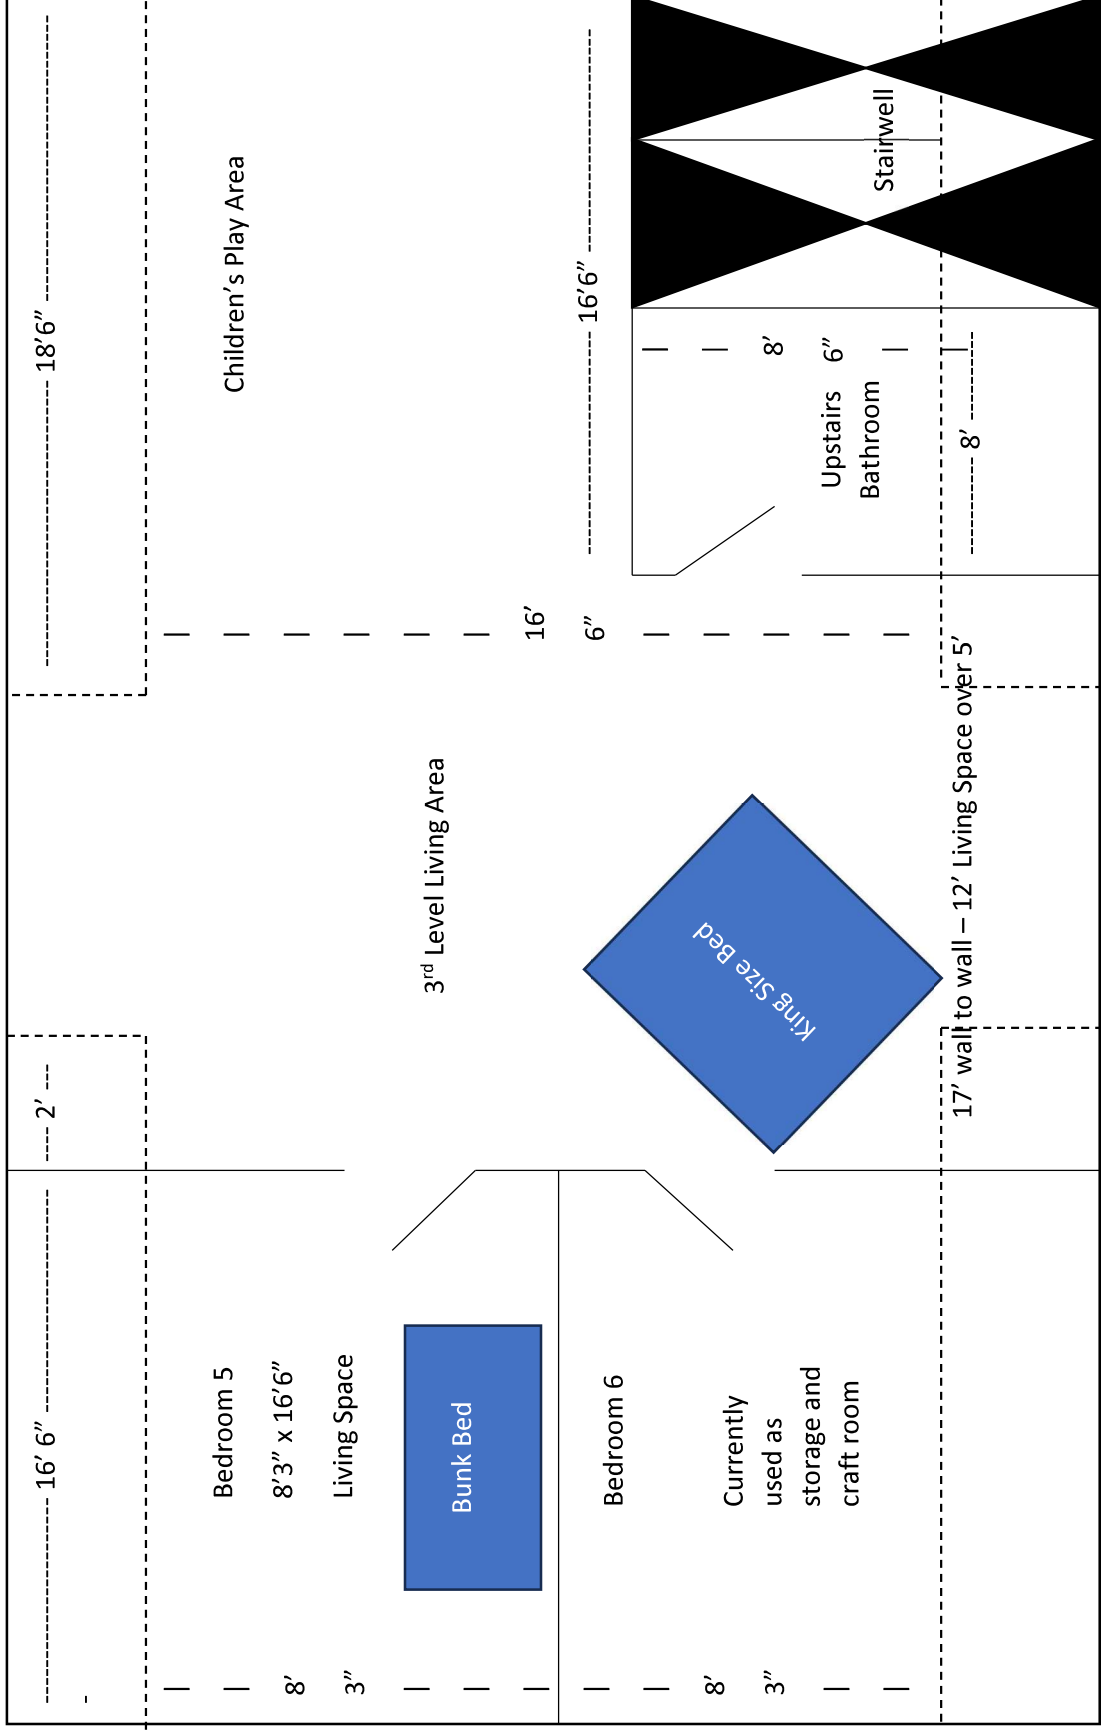 16’ 6”
2’
18’6”
Bedroom 5
8’3” x 16’6”
Living Space
8’
3”
Bunk Bed
3rd Level Living Area
Children’s Play Area
16’
6”
16’6”
Bedroom 6
Currently
used as
storage and
craft room
8’
3”
King Size Bed
17’ wall to wall – 12’ Living Space over 5’
8’
6”
Upstairs
Bathroom
8’
Stairwell